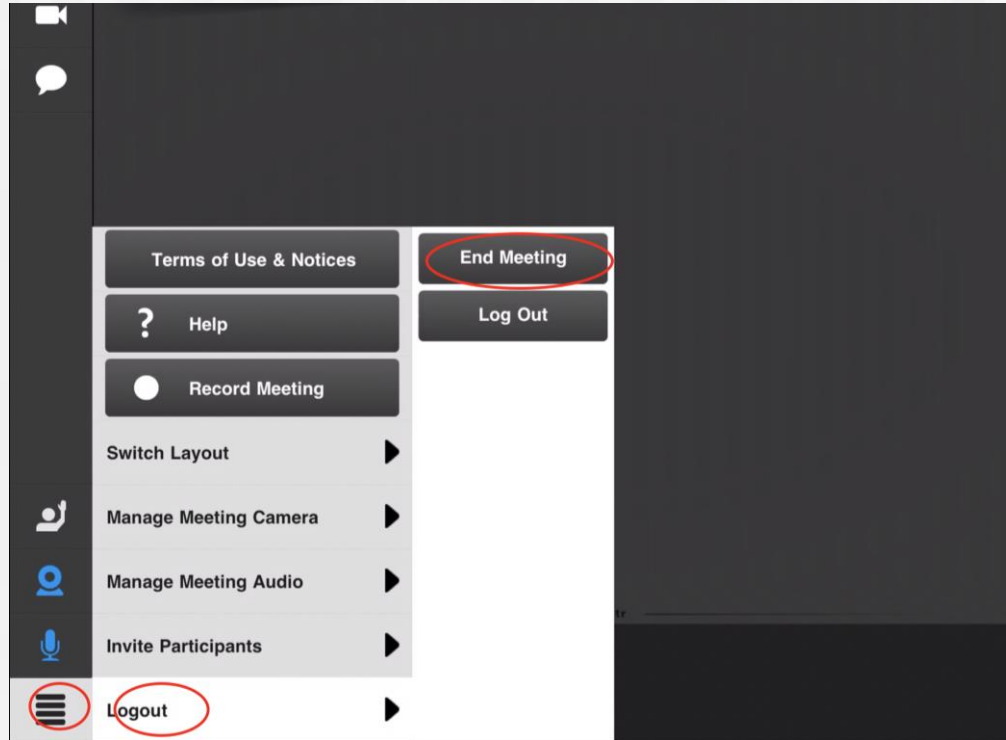 Terms of Use & Notices
? Help
Record Meeting
Switch Layout
Manage Meeting Camera
Manage Meeting Audio
Invite Participants
Logout
End Meeting
Log Out
tr